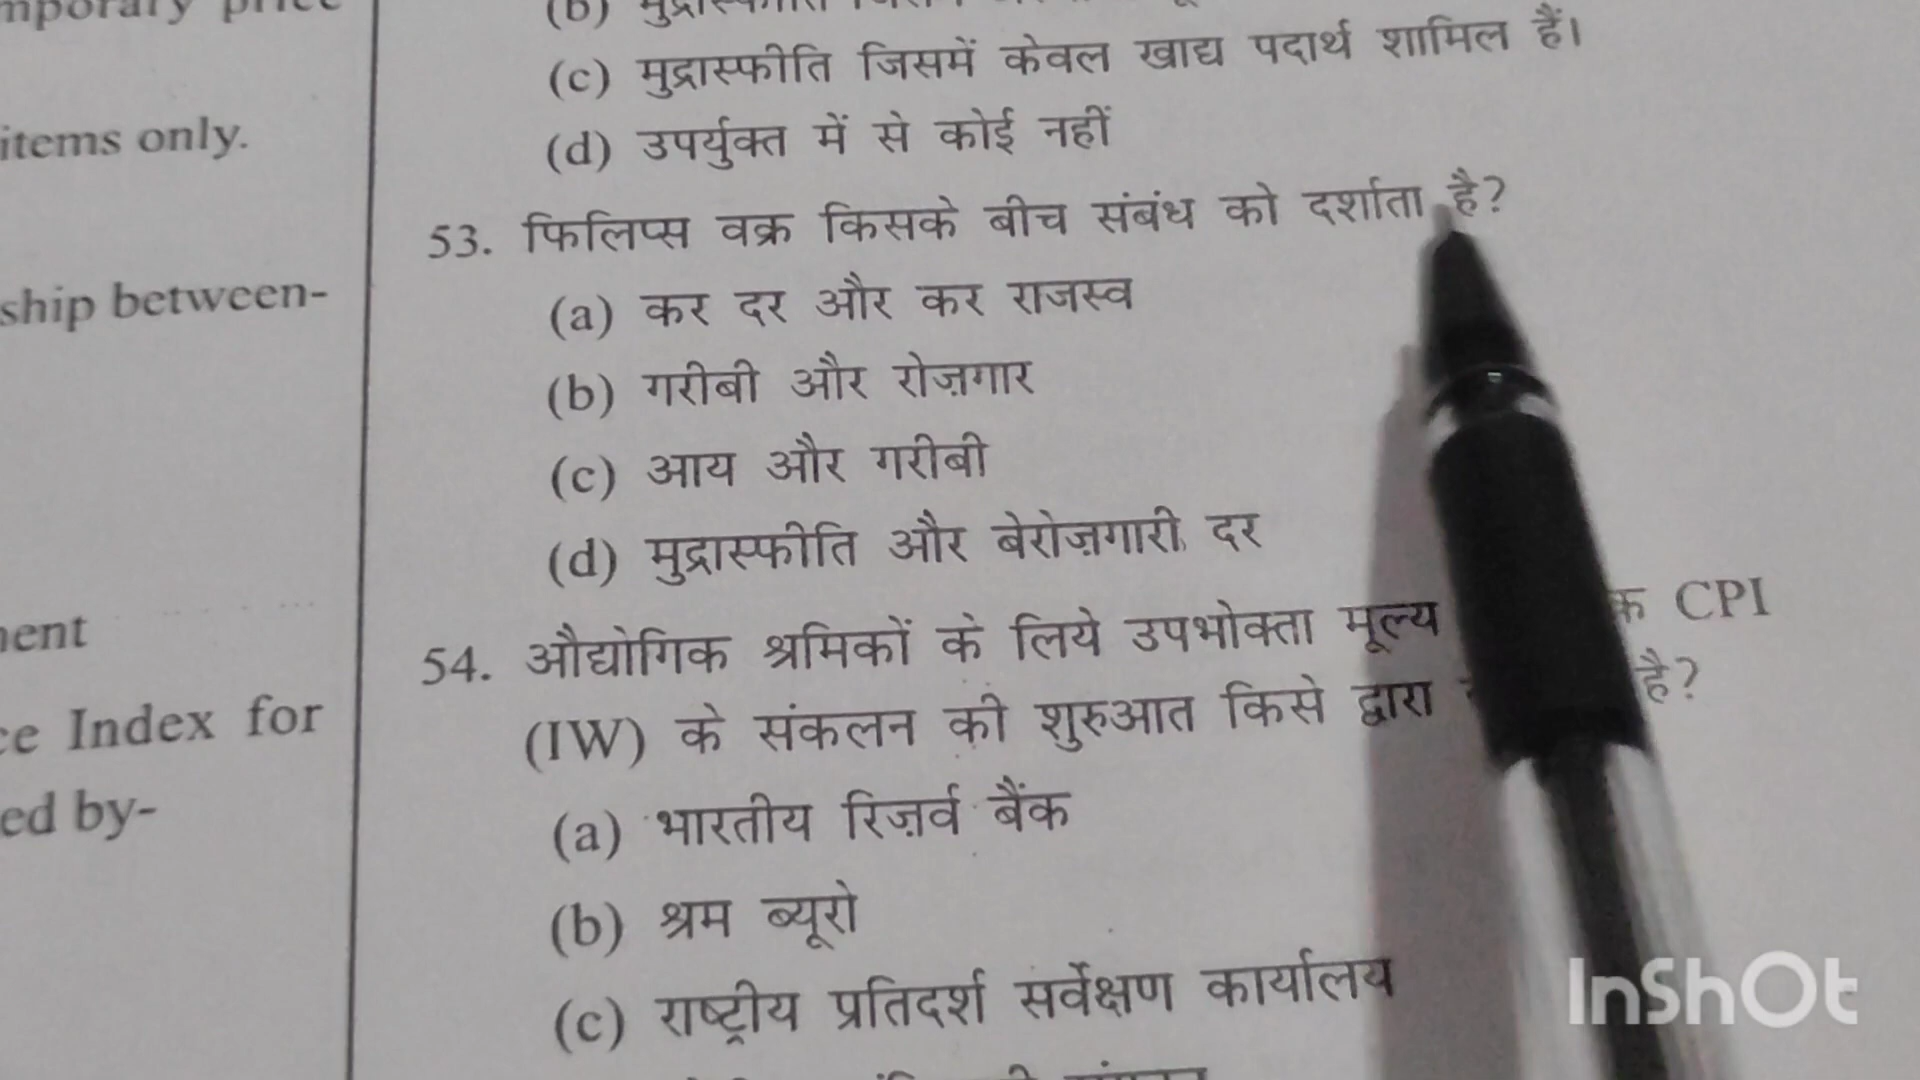 items only.
ship between-
Index for
ed by-
(c) मुद्रास्फीति जिसमें केवल खाद्य पदार्थ शामिल हैं।
(d) उपर्युक्त में से कोई नहीं
53. फिलिप्स वक्र किसके बीच संबंध को दर्शाता है?
(a) कर दर और कर राजस्व
(b) गरीबी और रोज़गार
(c) आय और गरीबी
(d) मुद्रास्फीति और बेरोज़गारी दर
54. औद्योगिक श्रमिकों के लिये उपभोक्ता मूल्य CPI
(IW) के संकलन की शुरुआत किसे द्वारा है?
(a) भारतीय रिज़र्व बैंक
(b) श्रम ब्यूरो
(c) राष्ट्रीय प्रतिदर्श सर्वेक्षण कार्यालय
InShOt